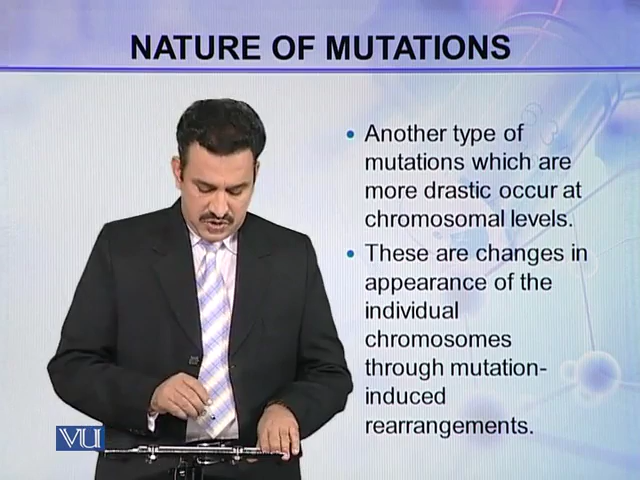 NATURE OF MUTATIONS
• Another type of
mutations which are
more drastic occur at
chromosomal levels.
• These are changes in
appearance of the
individual
chromosomes
through mutation-
induced
rearrangements.
VU